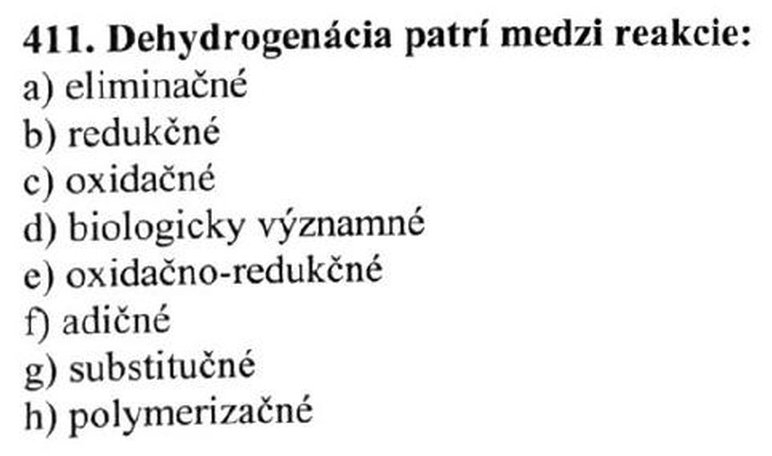 411. Dehydrogenácia patrí medzi reakcie:
a) eliminačné
b) redukčné
c) oxidačné
d) biologicky významné
e) oxidačno-redukčné
f) adičné
g) substitučné
h) polymerizačné